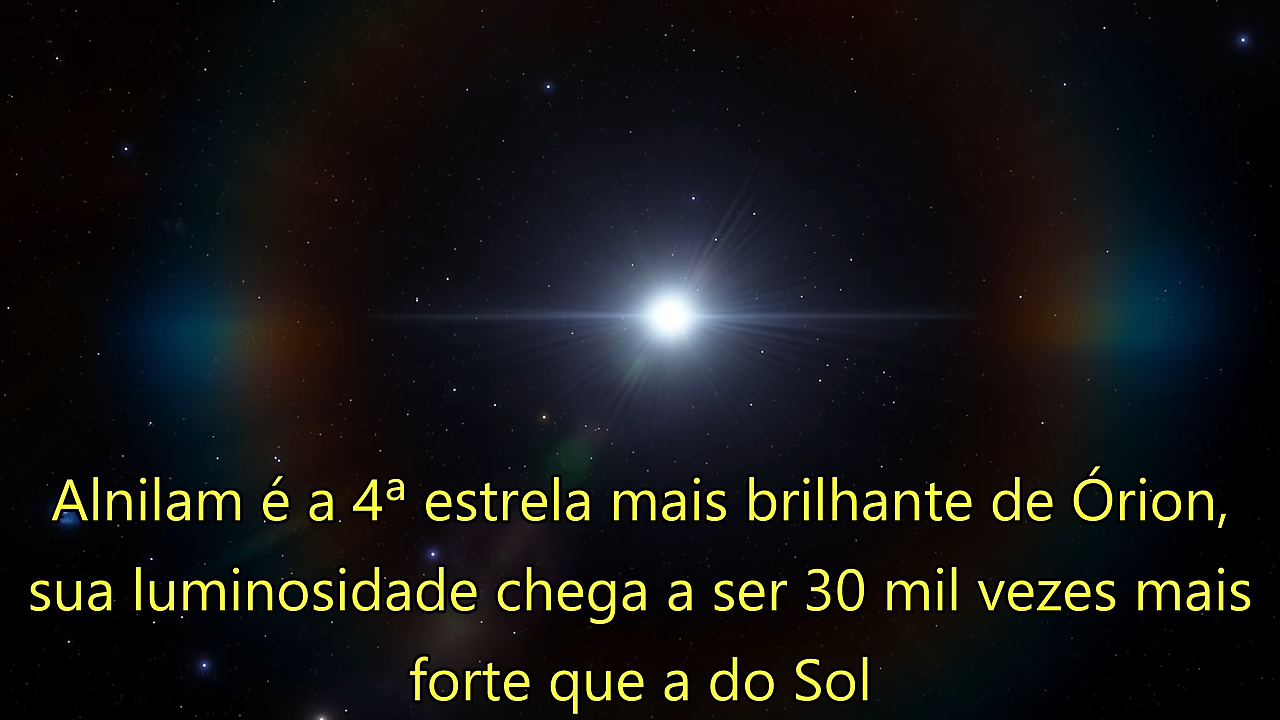 Alnilam é a 4ª estrela mais brilhante de Órion,
sua luminosidade chega a ser 30 mil vezes mais
forte que a do Sol